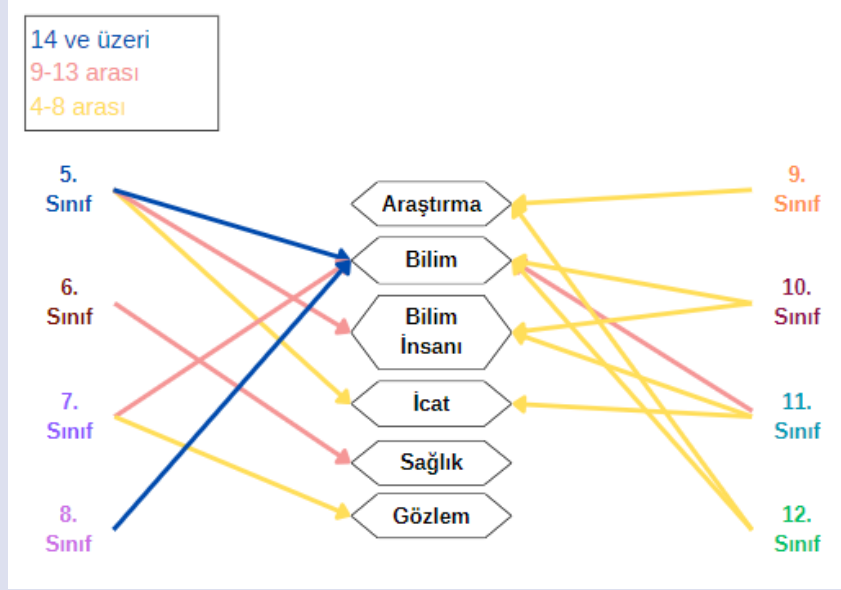 14 ve üzeri
9-13 arası
4-8 arası
5.
Sınıf
6.
Sınıf
7.
Sınıf
8.
Sınıf
Araştırma
Bilim
Bilim
İnsanı
İcat
Sağlık
Gözlem
9.
Sınıf
10.
Sınıf
11.
Sınıf
12.
Sınıf